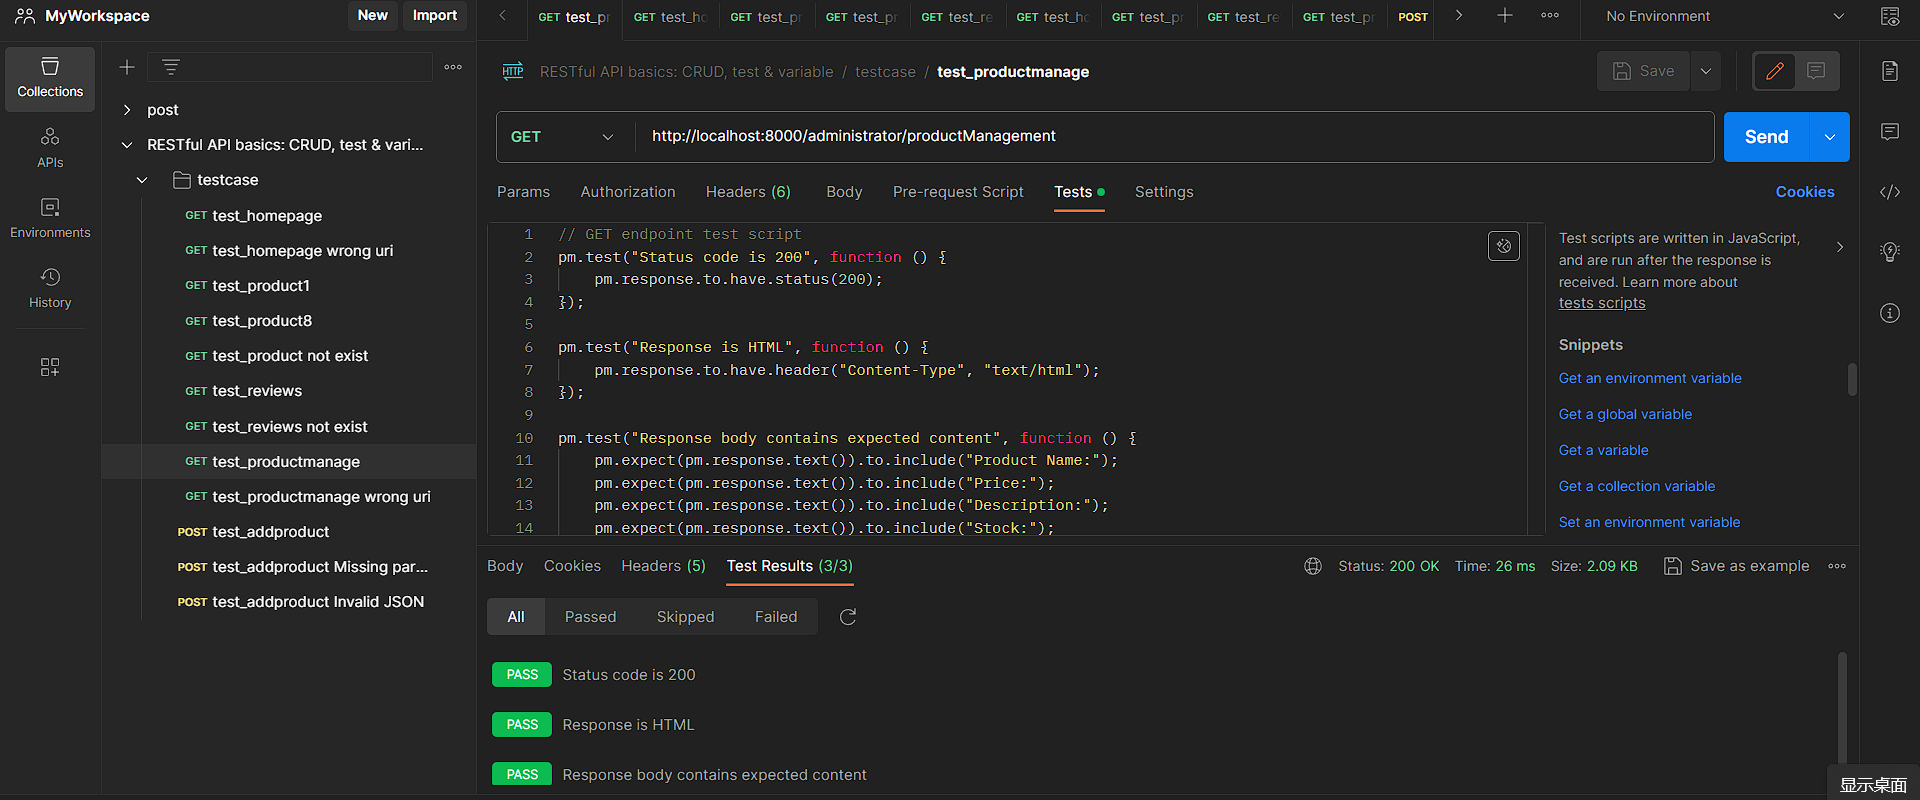 MyWorkspace
New
Import
GET test_pr
GET test_ho
GET test_pr
GET test_pr
GET test_re
GET test_ho
GET test_pr
GET test_re
GET test_pr
POST
No Environment
Collections
APIs
Environments
History
post
RESTful API basics: CRUD, test & vari...
testcase
GET test_homepage
GET test_homepage wrong uri
GET test_product1
GET test_product8
GET test_product not exist
GET test_reviews
GET test_reviews not exist
GET test_productmanage
GET test_productmanage wrong uri
POST test_addproduct
POST test_addproduct Missing par...
POST test_addproduct Invalid JSON
HTTP RESTful API basics: CRUD, test & variable / testcase / test_productmanage
Save
GET http://localhost:8000/administrator/productManagement
Send
Params Authorization Headers (6) Body Pre-request Script Tests Settings
Cookies
1 // GET endpoint test script
2 pm.test("Status code is 200", function () {
3 pm.response.to.have.status(200);
4 });
5
6 pm.test("Response is HTML", function () {
7 pm.response.to.have.header("Content-Type", "text/html");
8 });
9
10 pm.test("Response body contains expected content", function () {
11 pm.expect(pm.response.text()).to.include("Product Name:");
12 pm.expect(pm.response.text()).to.include("Price:");
13 pm.expect(pm.response.text()).to.include("Description:");
14 pm.expect(pm.response.text()).to.include("Stock:");
Test scripts are written in JavaScript,
and are run after the response is
received. Learn more about
tests scripts
Snippets
Get an environment variable
Get a global variable
Get a variable
Get a collection variable
Set an environment variable
Body Cookies Headers (5) Test Results (3/3)
Status: 200 OK Time: 26 ms Size: 2.09 KB Save as example
All Passed Skipped Failed
PASS Status code is 200
PASS Response is HTML
PASS Response body contains expected content
显示桌面